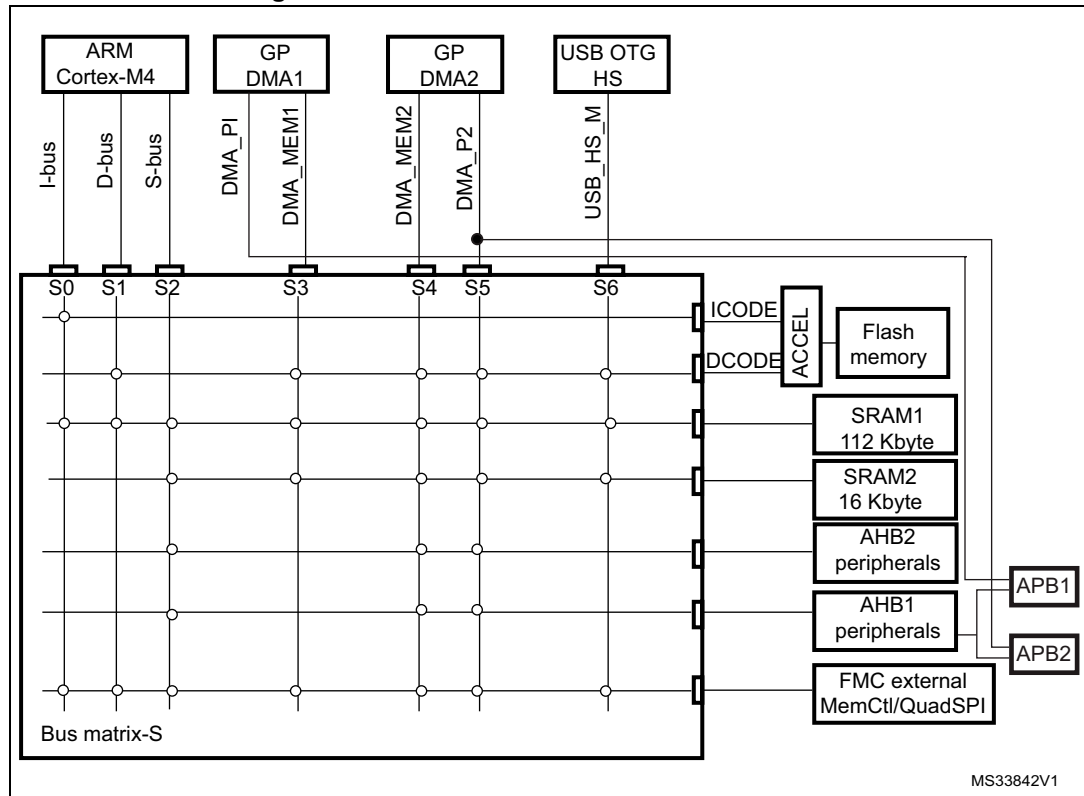 ARM
Cortex-M4
GP
DMA1
GP
DMA2
USB OTG
HS
I-bus
D-bus
S-bus
DMA_PI
DMA_MEM1
DMA_MEM2
DMA_P2
USB_HS_M
S0
S1
S2
S3
S4
S5
S6
ICODE
DCODE
ACCEL
Flash
memory
SRAM1
112 Kbyte
SRAM2
16 Kbyte
AHB2
peripherals
AHB1
peripherals
APB1
APB2
FMC external
MemCtl/QuadSPI
Bus matrix-S
MS33842V1